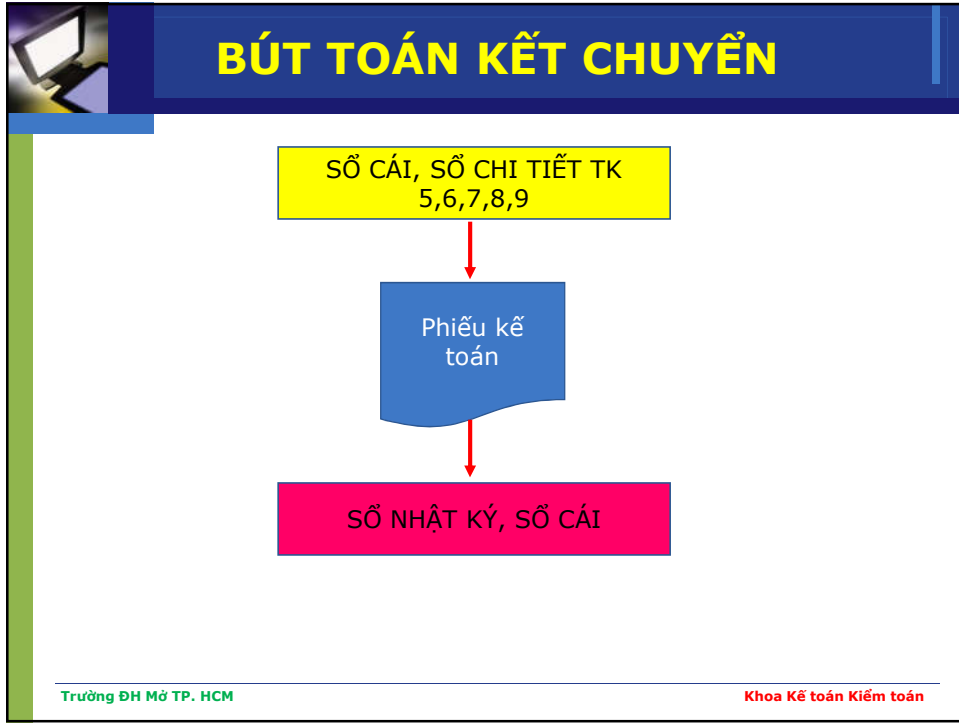 BÚT TOÁN KẾT CHUYỂN
SỔ CÁI, SỔ CHI TIẾT TK
5,6,7,8,9
Phiếu kế
toán
SỔ NHẬT KÝ, SỔ CÁI
Trường ĐH Mở TP. HCM
Khoa Kế toán Kiểm toán